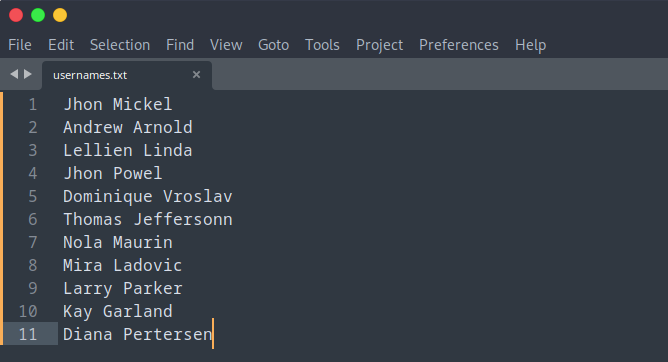 File Edit Selection Find View Goto Tools Project Preferences Help
usernames.txt ×
1 Jhon Mickel
2 Andrew Arnold
3 Lellien Linda
4 Jhon Powel
5 Dominique Vroslav
6 Thomas Jeffersonn
7 Nola Maurin
8 Mira Ladovic
9 Larry Parker
10 Kay Garland
11 Diana Pertersen